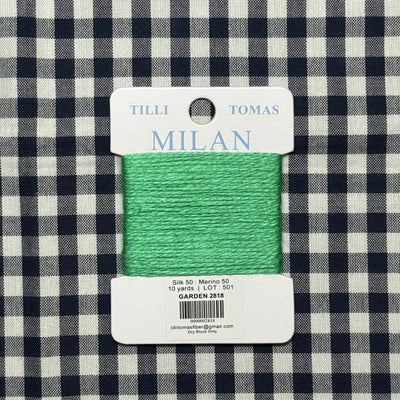 TILLI TOMAS
MILAN
Silk 50 : Merino 50
10 yards | LOT : 501
GARDEN 2818
0000002818
tillitomasfiber@gmail.com
Dry Block Only